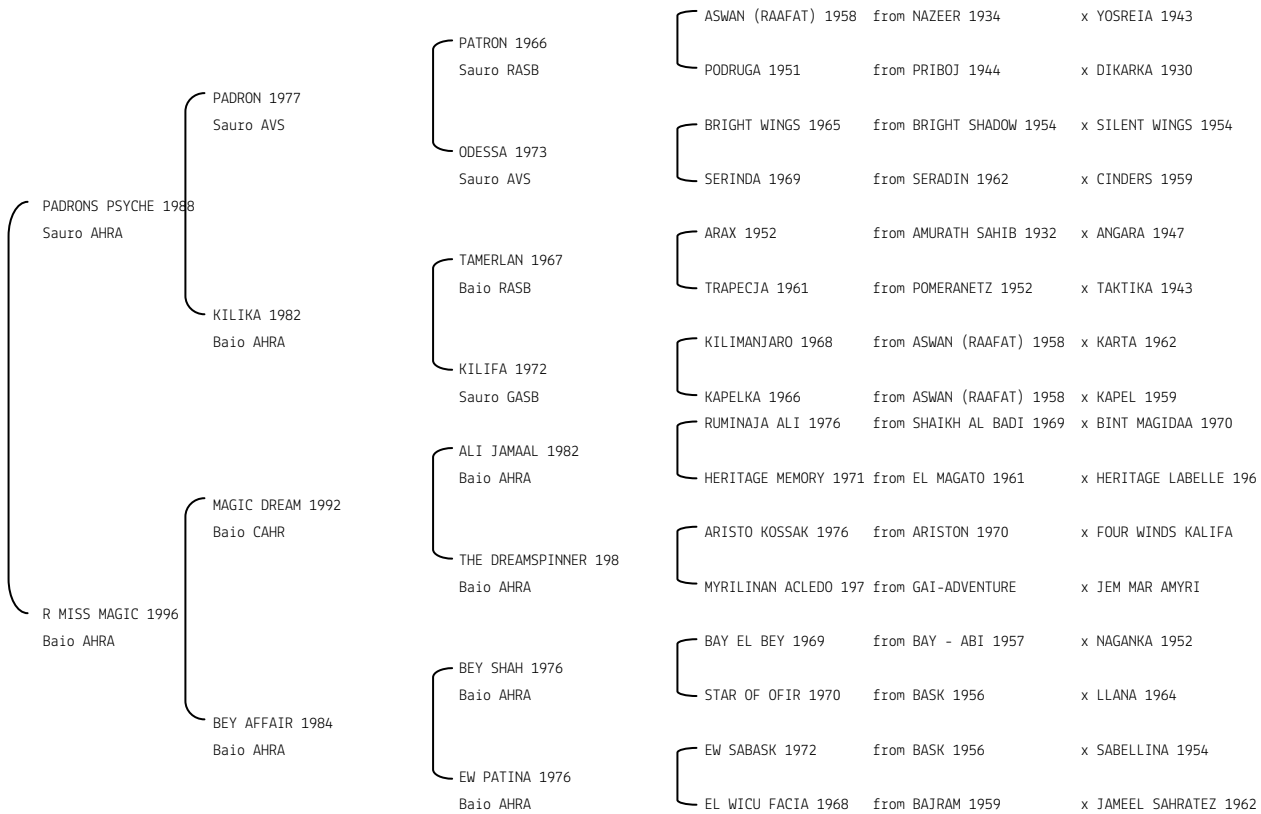 ASWAN (RAAFAT) 1958 from NAZEER 1934 x YOSREIA 1943
PATRON 1966
Sauro RASB
PODRUGA 1951 from PRIBOJ 1944 x DIKARKA 1930
PADRON 1977
Sauro AVS
BRIGHT WINGS 1965 from BRIGHT SHADOW 1954 x SILENT WINGS 1954
ODESSA 1973
Sauro AVS
SERINDA 1969 from SERADIN 1962 x CINDERS 1959
PADRONS PSYCHE 1988
Sauro AHRA
ARAX 1952 from AMURATH SAHIB 1932 x ANGARA 1947
TAMERLAN 1967
Baio RASB
TRAPECJA 1961 from POMERANETZ 1952 x TAKTIKA 1943
KILIKA 1982
Baio AHRA
KILIMANJARO 1968 from ASWAN (RAAFAT) 1958 x KARTA 1962
KILIFA 1972
Sauro GASB
KAPELKA 1966 from ASWAN (RAAFAT) 1958 x KAPEL 1959
RUMINAJA ALI 1976 from SHAIKH AL BADI 1969 x BINT MAGIDAA 1970
ALI JAMAAL 1982
Baio AHRA
HERITAGE MEMORY 1971 from EL MAGATO 1961 x HERITAGE LABELLE 196
MAGIC DREAM 1992
Baio CAHR
ARISTO KOSSAK 1976 from ARISTON 1970 x FOUR WINDS KALIFA
THE DREAMSPINNER 198
Baio AHRA
MYRILINAN ACLEDO 197 from GAI-ADVENTURE x JEM MAR AMYRI
R MISS MAGIC 1996
Baio AHRA
BAY EL BEY 1969 from BAY - ABI 1957 x NAGANKA 1952
BEY SHAH 1976
Baio AHRA
STAR OF OFIR 1970 from BASK 1956 x LLANA 1964
BEY AFFAIR 1984
Baio AHRA
EW SABASK 1972 from BASK 1956 x SABELLINA 1954
EW PATINA 1976
Baio AHRA
EL WICU FACIA 1968 from BAJRAM 1959 x JAMEEL SAHRATEZ 1962